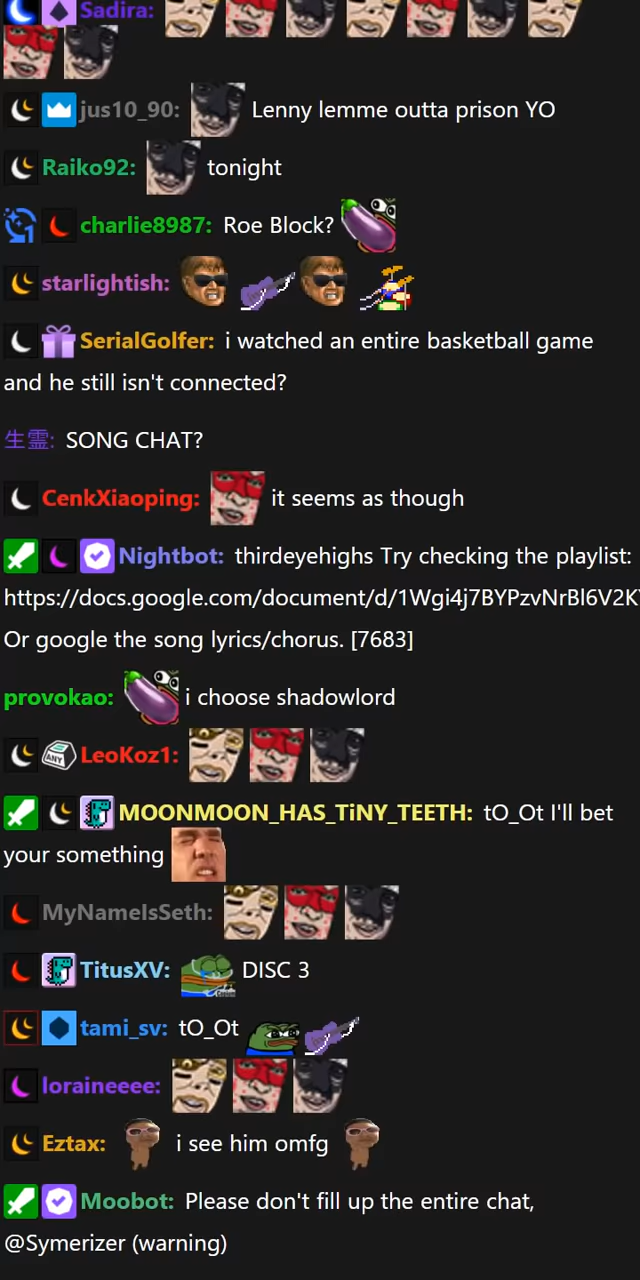 Sadira:
jus10_90: Lenny lemme outta prison YO
Raiko92: tonight
charlie8987: Roe Block?
starlightish:
SerialGolfer: i watched an entire basketball game
and he still isn't connected?
生霊: SONG CHAT?
CenkXiaoping: it seems as though
Nightbot: thirdeyehighs Try checking the playlist:
https://docs.google.com/document/d/1Wgi4j7BYPzvNrBl6V2K
Or google the song lyrics/chorus. [7683]
provokao: i choose shadowlord
ANY LeoKoz1:
MOONMOON_HAS_TiNY_TEETH: tO_Ot I'll bet
your something
MyNameIsSeth:
TitusXV: DISC 3
tami_sv: tO_Ot
loraineeee:
Eztax: i see him omfg
Moobot: Please don't fill up the entire chat,
@Symerizer (warning)